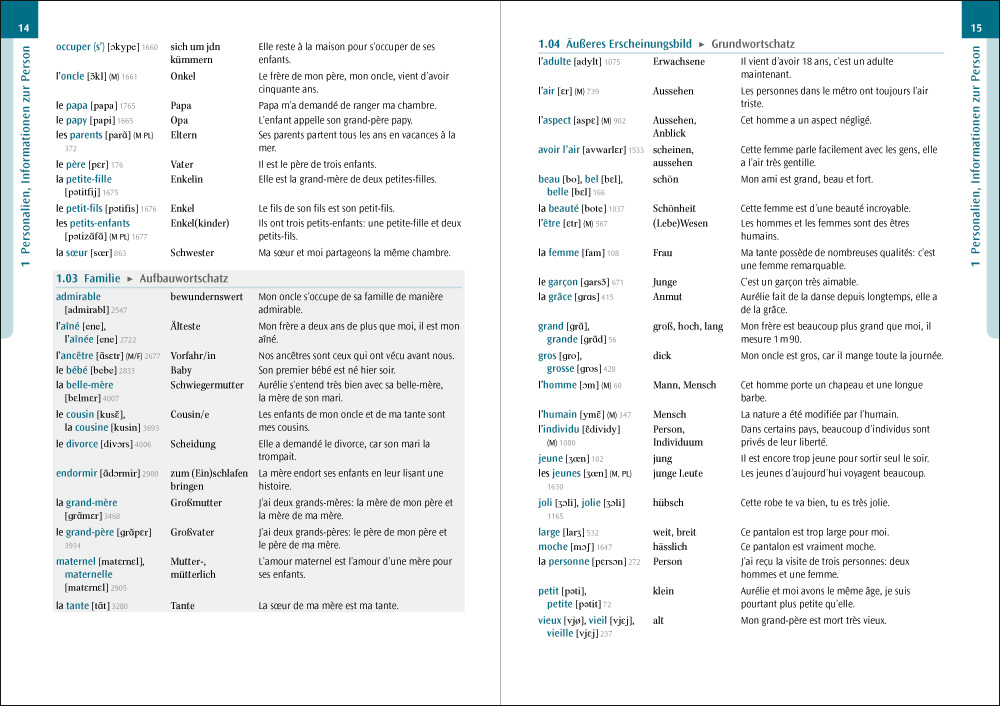 14
1 Personalien, Informationen zur Person
occuper (s') [ɔkype] 1660 sich um jdn Elle reste à la maison pour s'occuper de ses
kümmern enfants.
l'oncle [ɔ̃kl] (M) 1661 Onkel Le frère de mon père, mon oncle, vient d'avoir
cinquante ans.
le papa [papa] 1765 Papa Papa m'a demandé de ranger ma chambre.
le papy [papi] 1665 Opa L'enfant appelle son grand-père papy.
les parents [paʀɑ̃] (M PL) Eltern Ses parents partent tous les ans en vacances à la
372 mer.
le père [pɛʀ] 176 Vater Il est le père de trois enfants.
la petite-fille Enkelin Elle est la grand-mère de deux petites-filles.
[pətitfij] 1675
le petit-fils [pətifis] 1676 Enkel Le fils de son fils est son petit-fils.
les petits-enfants Enkel(kinder) Ils ont trois petits-enfants: une petite-fille et deux
[pətizɑ̃fɑ̃] (M PL) 1677 petits-fils.
la sœur [sœʀ] 863 Schwester Ma sœur et moi partageons la même chambre.
1.03 Familie ► Aufbauwortschatz
admirable bewundernswert Mon oncle s'occupe de sa famille de manière
[admiʀabl] 2547 admirable.
l'aîné [ene], Älteste Mon frère a deux ans de plus que moi, il est mon
l'aînée [ene] 2722 aîné.
l'ancêtre [ɑ̃sɛtʀ] (M/F) 2677 Vorfahr/in Nos ancêtres sont ceux qui ont vécu avant nous.
le bébé [bebe] 2833 Baby Son premier bébé est né hier soir.
la belle-mère Schwiegermutter Aurélie s'entend très bien avec sa belle-mère,
[bɛlmɛʀ] 4007 la mère de son mari.
le cousin [kusɛ̃], Cousin/e Les enfants de mon oncle et de ma tante sont
la cousine [kusin] 3693 mes cousins.
le divorce [divɔʀs] 4006 Scheidung Elle a demandé le divorce, car son mari la
trompait.
endormir [ɑ̃dɔʀmiʀ] 2900 zum (Ein)schlafen La mère endort ses enfants en leur lisant une
bringen histoire.
la grand-mère Großmutter J'ai deux grands-mères: la mère de mon père et
[gʀɑ̃mɛʀ] 3468 la mère de ma mère.
le grand-père [gʀɑ̃pɛʀ] Großvater J'ai deux grands-pères: le père de mon père et
3934 le père de ma mère.
maternel [matɛʀnɛl], Mutter-, L'amour maternel est l'amour d'une mère pour
maternelle mütterlich ses enfants.
[matɛʀnɛl] 2905
la tante [tɑ̃t] 3280 Tante La sœur de ma mère est ma tante.
15
1 Personalien, Informationen zur Person
1.04 Äußeres Erscheinungsbild ► Grundwortschatz
l'adulte [adylt] 1075 Erwachsene Il vient d'avoir 18 ans, c'est un adulte
maintenant.
l'air [ɛʀ] (M) 739 Aussehen Les personnes dans le métro ont toujours l'air
triste.
l'aspect [aspɛ] (M) 902 Aussehen, Cet homme a un aspect négligé.
Anblick
avoir l'air [avwaʀlɛʀ] 1533 scheinen, Cette femme parle facilement avec les gens, elle
aussehen a l'air très gentille.
beau [bo], bel [bɛl], schön Mon ami est grand, beau et fort.
belle [bɛl] 166
la beauté [bote] 1037 Schönheit Cette femme est d'une beauté incroyable.
l'être [ɛtʀ] (M) 567 (Lebe)Wesen Les hommes et les femmes sont des êtres
humains.
la femme [fam] 108 Frau Ma tante possède de nombreuses qualités: c'est
une femme remarquable.
le garçon [gaʀsɔ̃] 671 Junge C'est un garçon très aimable.
la grâce [gʀɑs] 415 Anmut Aurélie fait de la danse depuis longtemps, elle a
de la grâce.
grand [gʀɑ̃], groß, hoch, lang Mon frère est beaucoup plus grand que moi, il
grande [gʀɑ̃d] 56 mesure 1 m 90.
gros [gʀo], dick Mon oncle est gros, car il mange toute la journée.
grosse [gʀos] 428
l'homme [ɔm] (M) 60 Mann, Mensch Cet homme porte un chapeau et une longue
barbe.
l'humain [ymɛ̃] (M) 347 Mensch La nature a été modifiée par l'humain.
l'individu [ɛ̃dividy] Person, Dans certains pays, beaucoup d'individus sont
(M) 1080 Individuum privés de leur liberté.
jeune [ʒœn] 102 jung Il est encore trop jeune pour sortir seul le soir.
les jeunes [ʒœn] (M, PL) junge Leute Les jeunes d'aujourd'hui voyagent beaucoup.
1630
joli [ʒɔli], jolie [ʒɔli] hübsch Cette robe te va bien, tu es très jolie.
1165
large [laʀʒ] 532 weit, breit Ce pantalon est trop large pour moi.
moche [mɔʃ] 1647 hässlich Ce pantalon est vraiment moche.
la personne [pɛʀsɔn] 272 Person J'ai reçu la visite de trois personnes: deux
hommes et une femme.
petit [pəti], klein Aurélie et moi avons le même âge, je suis
petite [pətit] 72 pourtant plus petite qu'elle.
vieux [vjø], vieil [vjɛj], alt Mon grand-père est mort très vieux.
vieille [vjɛj] 237